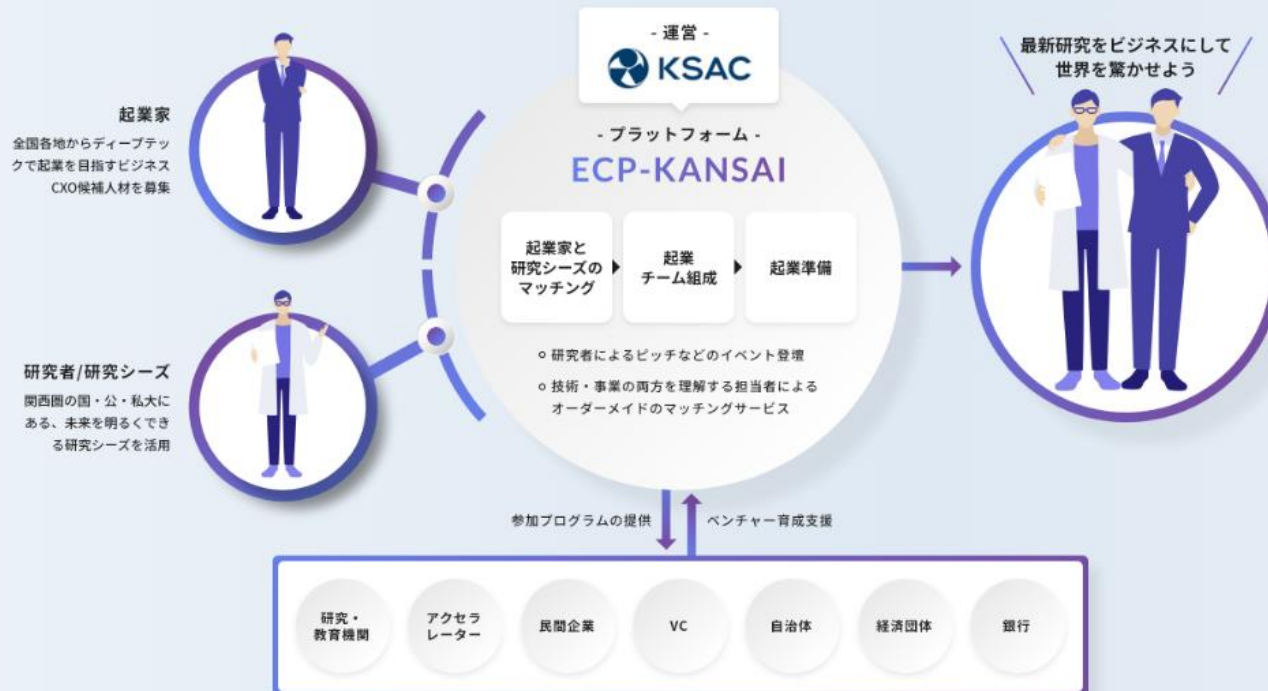 - 運営 -
KSAC
- プラットフォーム -
ECP-KANSAI
起業家
全国各地からディープテッ
クで起業を目指すビジネス
CXO候補人材を募集
研究者/研究シーズ
関西圏の国・公・私大に
ある、未来を明るくでき
る研究シーズを活用
起業家と
研究シーズの
マッチング
起業
チーム組成
起業準備
研究者によるピッチなどのイベント登壇
技術・事業の両方を理解する担当者による
オーダーメイドのマッチングサービス
最新研究をビジネスにして
世界を驚かせよう
参加プログラムの提供
ベンチャー育成支援
研究・
教育機関
アクセラ
レーター
民間企業
VC
自治体
経済団体
銀行